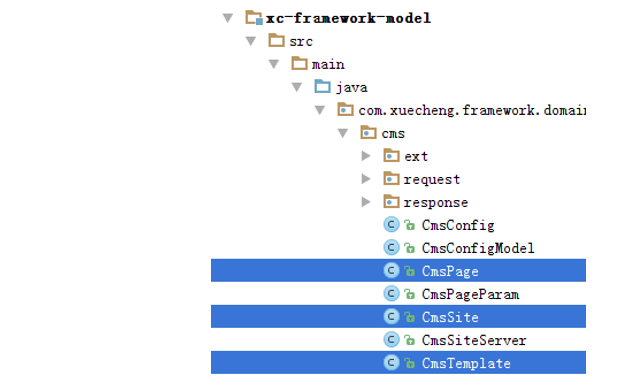 xc-framework-model
src
main
java
com.xuecheng.framework.domain
cms
ext
request
response
CmsConfig
CmsConfigModel
CmsPage
CmsPageParam
CmsSite
CmsSiteServer
CmsTemplate